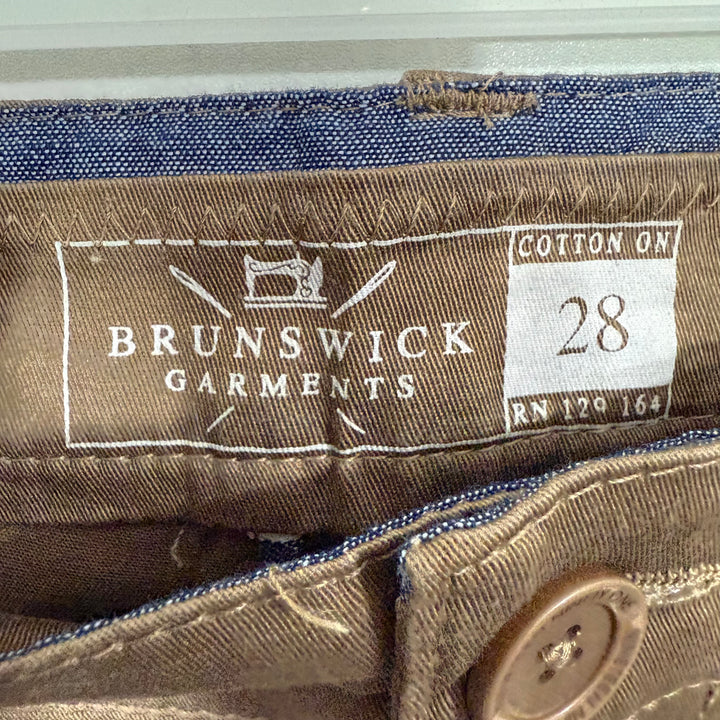 BRUNSWICK
GARMENTS
COTTON ON
28
RN 129 164